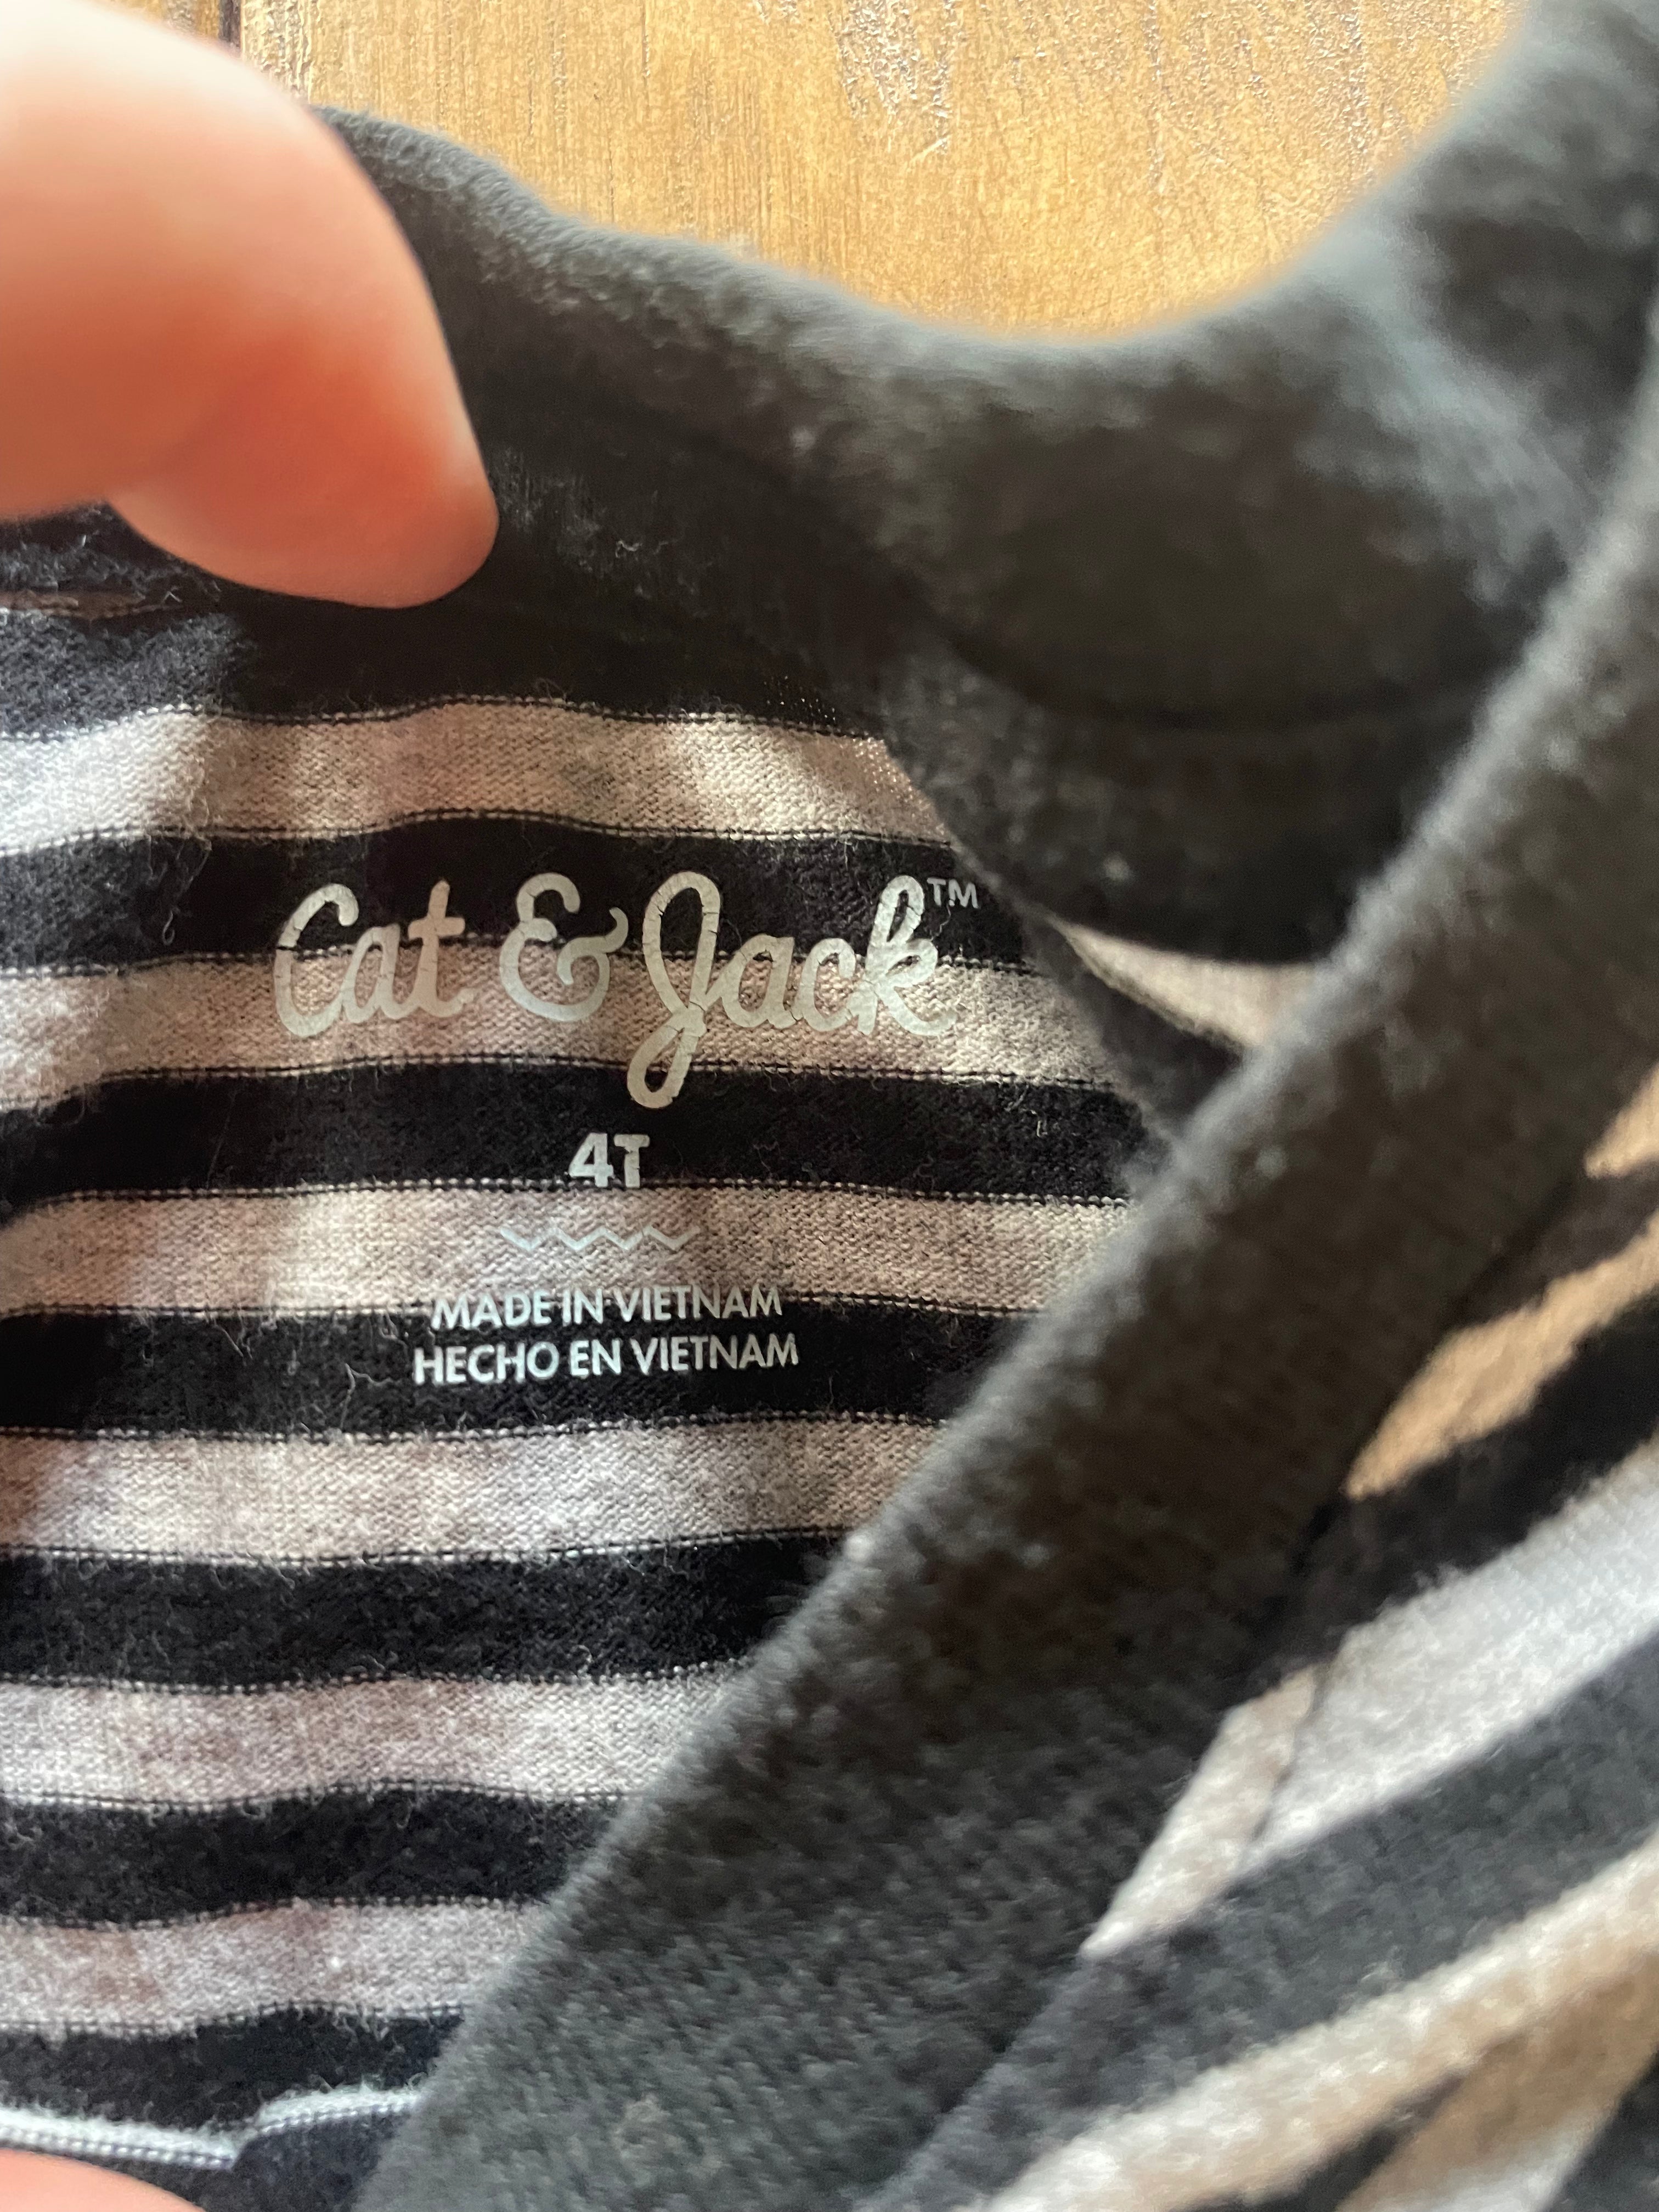 Cat & Jack™
4T
MADE IN VIETNAM
HECHO EN VIETNAM